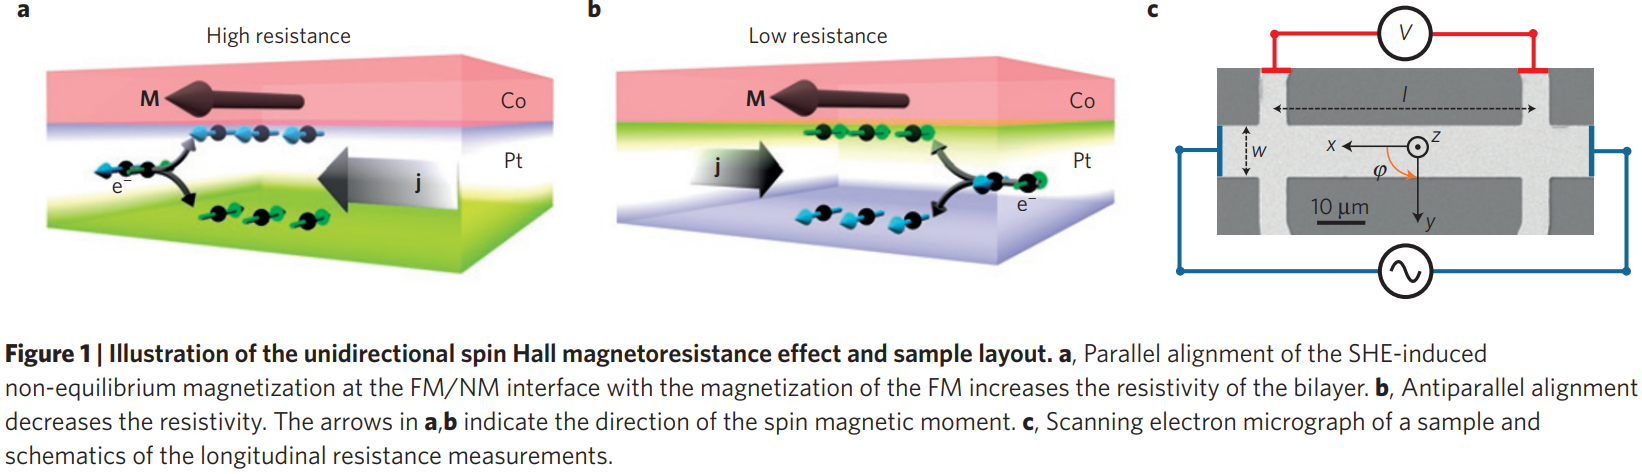 a
High resistance
M
Co
Pt
e⁻
j
b
Low resistance
M
Co
j
Pt
e⁻
c
V
l
w
x
z
φ
10 μm
y
Figure 1 | Illustration of the unidirectional spin Hall magnetoresistance effect and sample layout. a, Parallel alignment of the SHE-induced
non-equilibrium magnetization at the FM/NM interface with the magnetization of the FM increases the resistivity of the bilayer. b, Antiparallel alignment
decreases the resistivity. The arrows in a,b indicate the direction of the spin magnetic moment. c, Scanning electron micrograph of a sample and
schematics of the longitudinal resistance measurements.